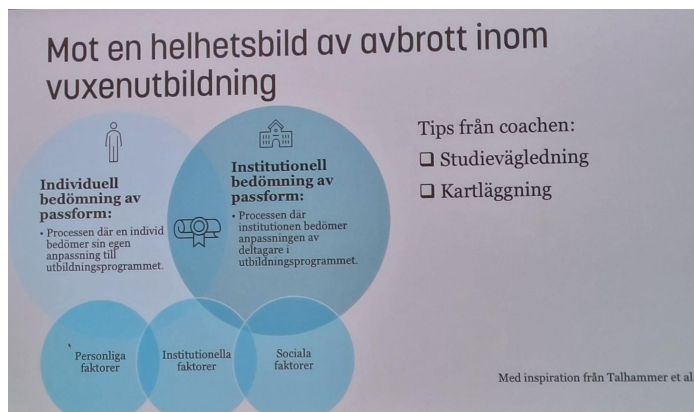 Mot en helhetsbild av avbrott inom
vuxenutbildning
Individuell
bedömning av
passform:
• Processen där en individ
bedömer sin egen
anpassning till
utbildningsprogrammet.
Institutionell
bedömning av
passform:
• Processen där
institutionen bedömer
anpassningen av
deltagare i
utbildningsprogrammet.
Personliga
faktorer
Institutionella
faktorer
Sociala
faktorer
Tips från coachen:
❑ Studievägledning
❑ Kartläggning
Med inspiration från Talhammer et al